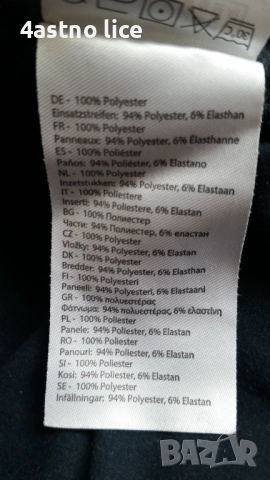 4astno lice
30°C
DE - 100% Polyester
Einsatzstreifen: 94% Polyester, 6% Elasthan
FR - 100% Polyester
Panneaux: 94% Polyester, 6% Elasthanne
ES - 100% Poliéster
Paños: 94% Poliéster, 6% Elastano
NL - 100% Polyester
Inzetstukken: 94% Polyester, 6% Elastaan
IT - 100% Poliestere
Inserti: 94% Poliestere, 6% Elastan
BG - 100% Полиестер
Части: 94% Полиестер, 6% еластан
CZ - 100% Polyester
Vložky: 94% Polyester, 6% Elastan
DK - 100% Polyester
Bredder: 94% Polyester, 6% Elasthan
FI - 100% Polyesteri
Paneeli: 94% Polyesteri, 6% Elastaani
GR - 100% πολυεστέρας
Φάτνωμα: 94% πολυεστέρας, 6% ελαστίνη
PL - 100% Polyester
Panele: 94% Polyester, 6% Elastan
RO - 100% Poliester
Panouri: 94% Poliester, 6% Elastan
SI - 100% Poliester
Kosi: 94% Poliester, 6% Elastan
SE - 100% Polyester
Infällningar: 94% Polyester, 6% Elastan
BAZAR